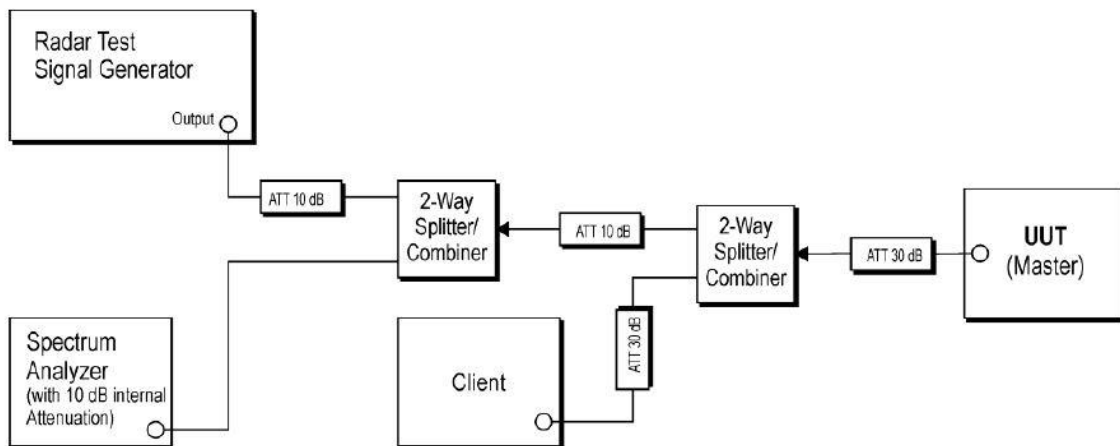 Radar Test
Signal Generator
Output
ATT 10 dB
2-Way
Splitter/
Combiner
ATT 10 dB
2-Way
Splitter/
Combiner
ATT 30 dB
UUT
(Master)
ATT 30 dB
Spectrum
Analyzer
(with 10 dB internal
Attenuation)
Client